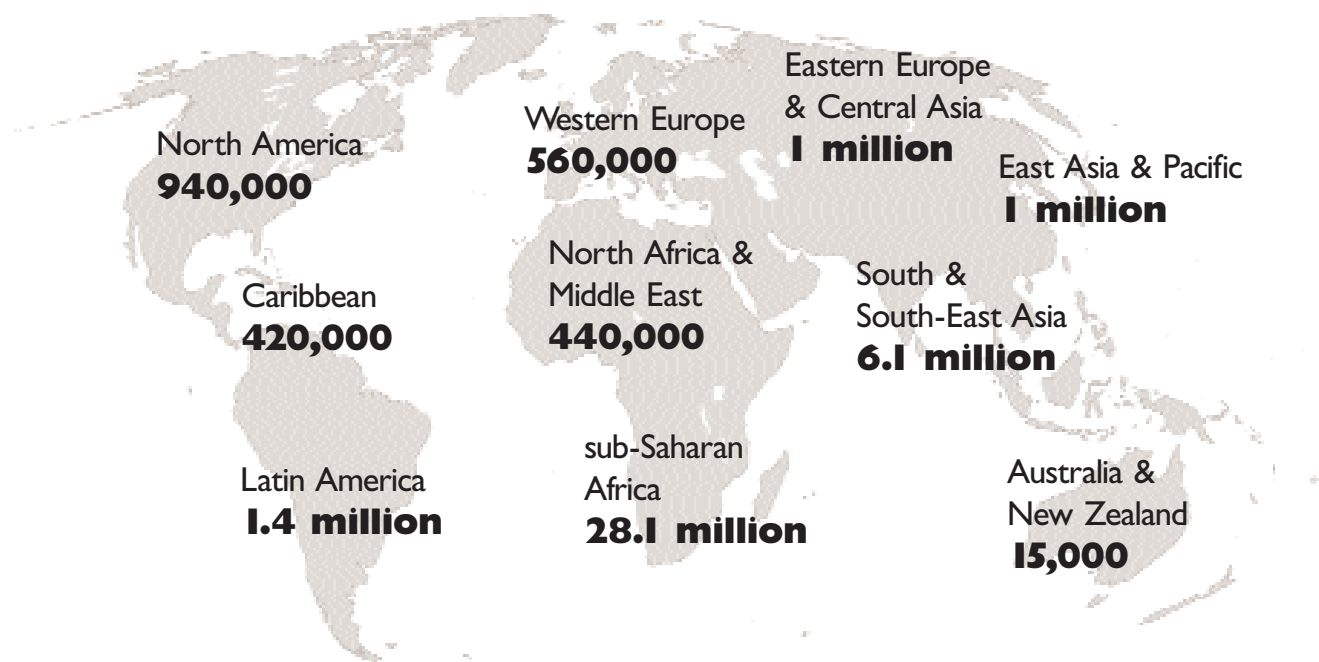 North America
940,000
Western Europe
560,000
Eastern Europe
& Central Asia
1 million
East Asia & Pacific
1 million
Caribbean
420,000
North Africa &
Middle East
440,000
South &
South-East Asia
6.1 million
Latin America
1.4 million
sub-Saharan
Africa
28.1 million
Australia &
New Zealand
15,000